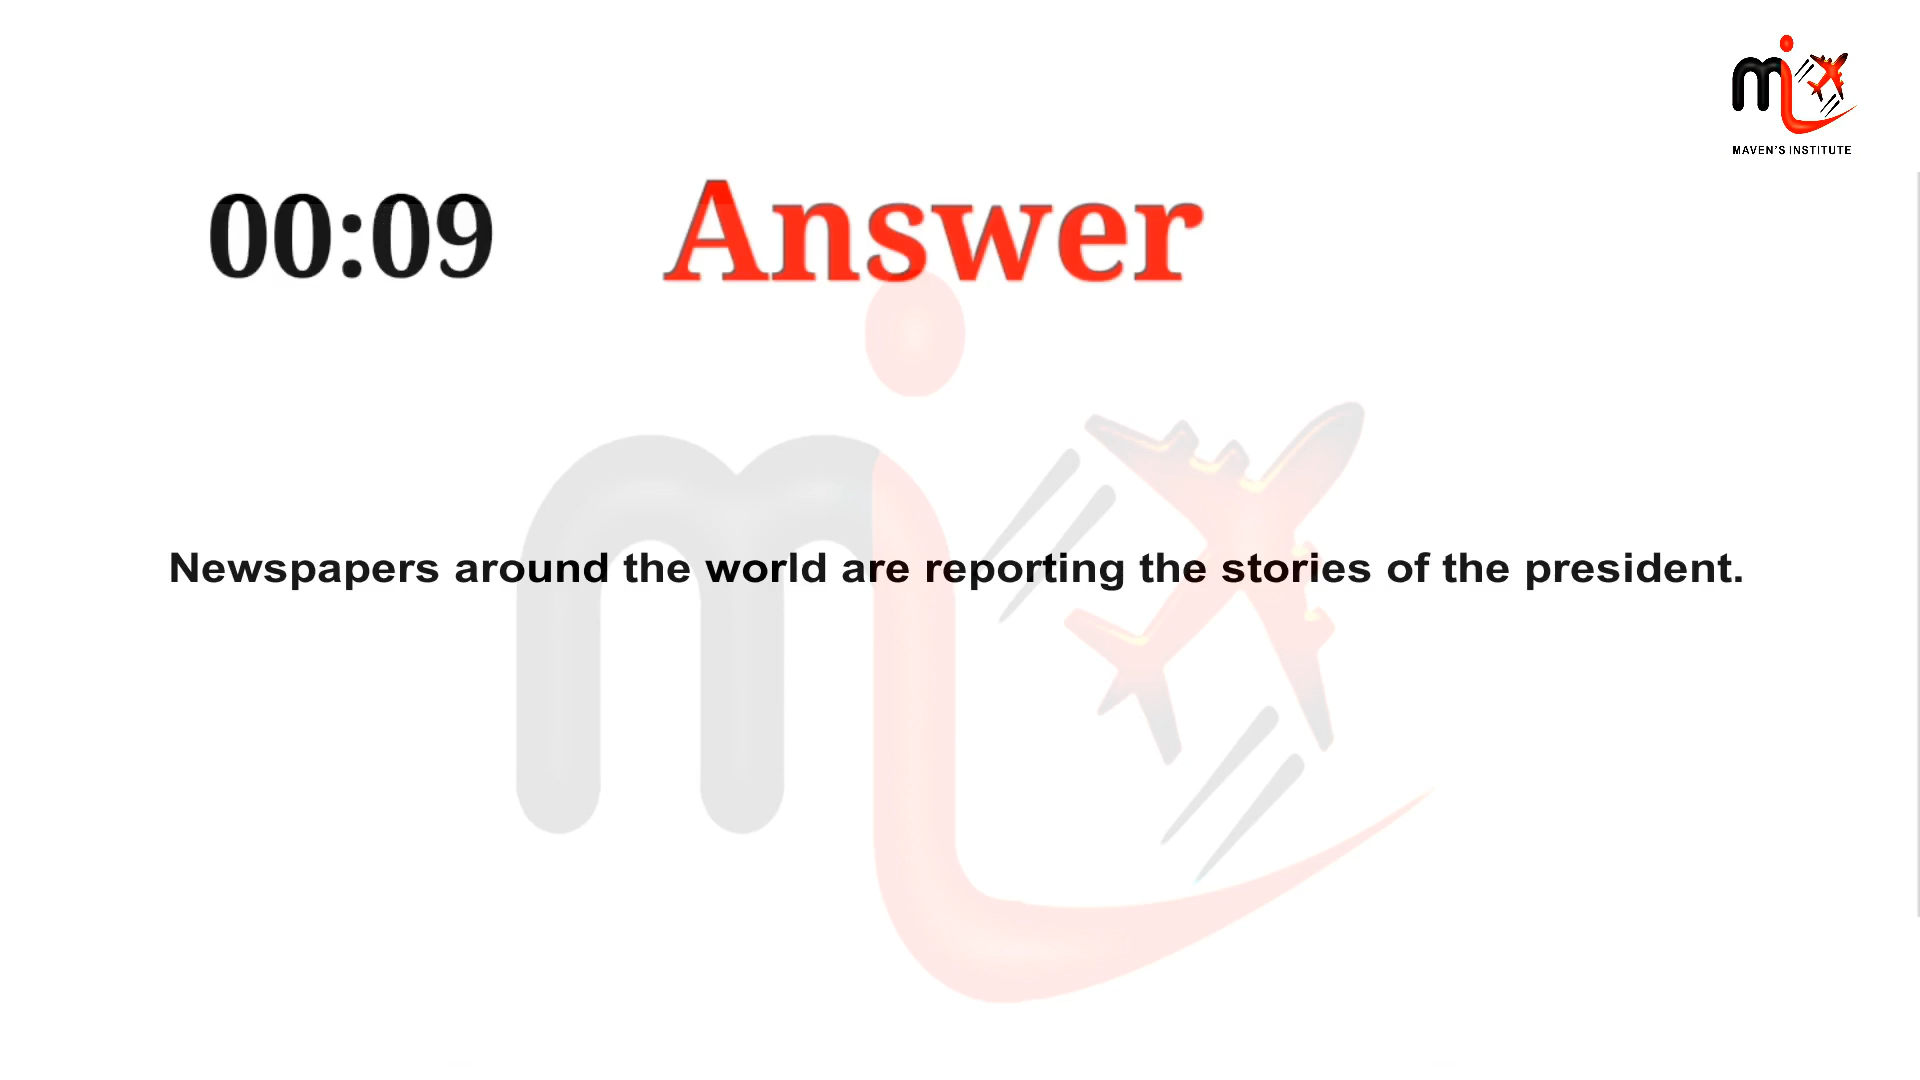 MAVEN'S INSTITUTE
00:09 Answer
Newspapers around the world are reporting the stories of the president.